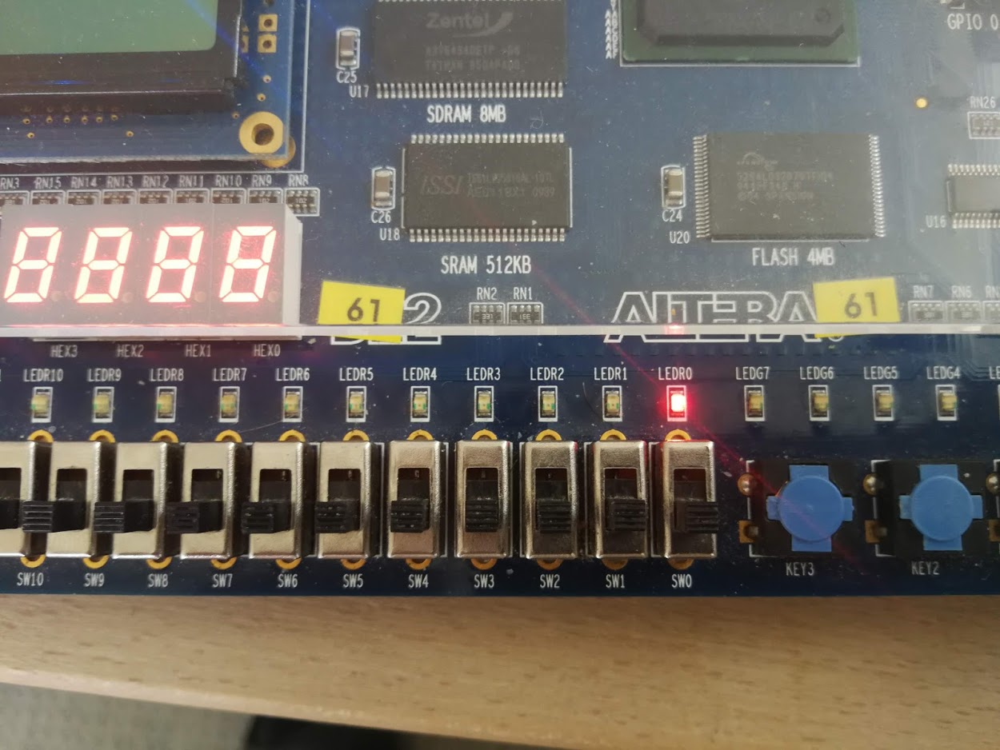 Zentel
C25
U17
SDRAM 8MB
GPIO 0
RN26
RN3 RN15 RN14 RN13 RN12 RN11 RN10 RN9 RN8
ISSI
C26
U18
SRAM 512KB
C24
U20
FLASH 4MB
U16
RN2 RN1
RN7 RN6
61
DE2
ALTERA
61
HEX3 HEX2 HEX1 HEX0
LEDR10 LEDR9 LEDR8 LEDR7 LEDR6 LEDR5 LEDR4 LEDR3 LEDR2 LEDR1 LEDR0 LEDG7 LEDG6 LEDG5 LEDG4
SW10 SW9 SW8 SW7 SW6 SW5 SW4 SW3 SW2 SW1 SW0 KEY3 KEY2